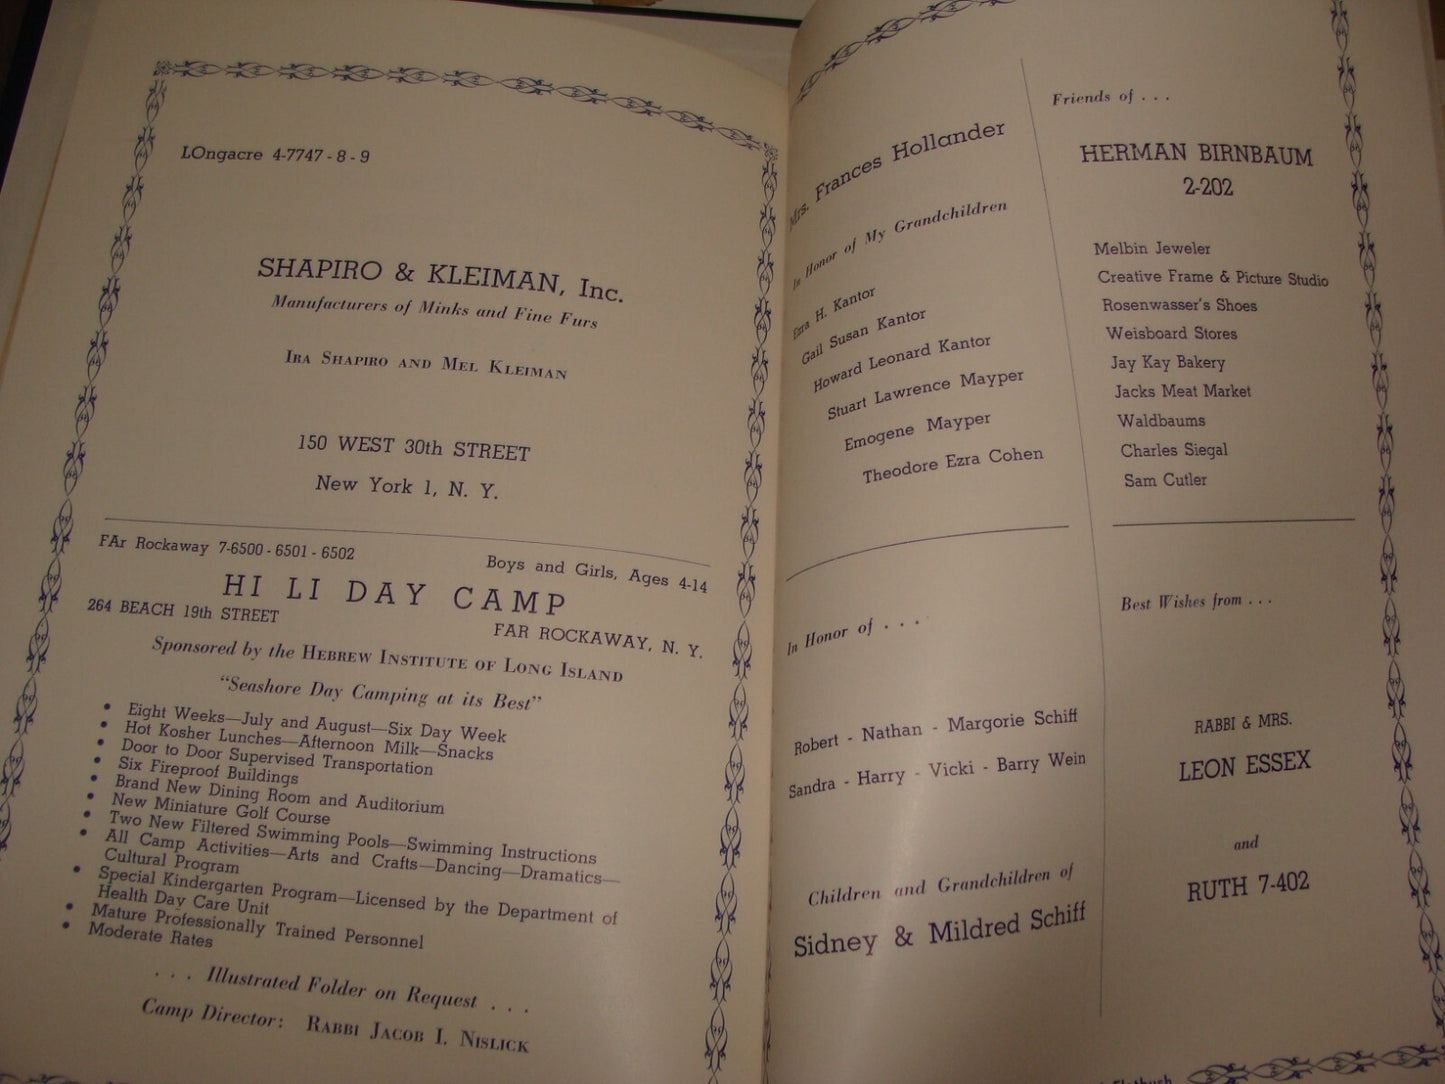 LOngacre 4-7747 - 8 - 9
SHAPIRO & KLEIMAN, Inc.
Manufacturers of Minks and Fine Furs
IRA SHAPIRO AND MEL KLEIMAN
150 WEST 30th STREET
New York 1, N. Y.
FAr Rockaway 7-6500 - 6501 - 6502
Boys and Girls, Ages 4-14
HI LI DAY CAMP
264 BEACH 19th STREET
FAR ROCKAWAY, N. Y.
Sponsored by the HEBREW INSTITUTE OF LONG ISLAND
"Seashore Day Camping at its Best"
• Eight Weeks—July and August—Six Day Week
• Hot Kosher Lunches—Afternoon Milk—Snacks
• Door to Door Supervised Transportation
• Six Fireproof Buildings
• Brand New Dining Room and Auditorium
• New Miniature Golf Course
• Two New Filtered Swimming Pools—Swimming Instructions
• All Camp Activities—Arts and Crafts—Dancing—Dramatics—
Cultural Program
• Special Kindergarten Program—Licensed by the Department of
Health Day Care Unit
• Mature Professionally Trained Personnel
• Moderate Rates
. . . Illustrated Folder on Request . . .
Camp Director: RABBI JACOB I. NISLICK
Mrs. Frances Hollander
In Honor of My Grandchildren
Ezra H. Kantor
Gail Susan Kantor
Howard Leonard Kantor
Stuart Lawrence Mayper
Emogene Mayper
Theodore Ezra Cohen
In Honor of . . . .
Robert - Nathan - Margorie Schiff
Sandra - Harry - Vicki - Barry Wein
Children and Grandchildren of
Sidney & Mildred Schiff
Friends of . . .
HERMAN BIRNBAUM
2-202
Melbin Jeweler
Creative Frame & Picture Studio
Rosenwasser's Shoes
Weisboard Stores
Jay Kay Bakery
Jacks Meat Market
Waldbaums
Charles Siegal
Sam Cutler
Best Wishes from . . .
RABBI & MRS.
LEON ESSEX
and
RUTH 7-402